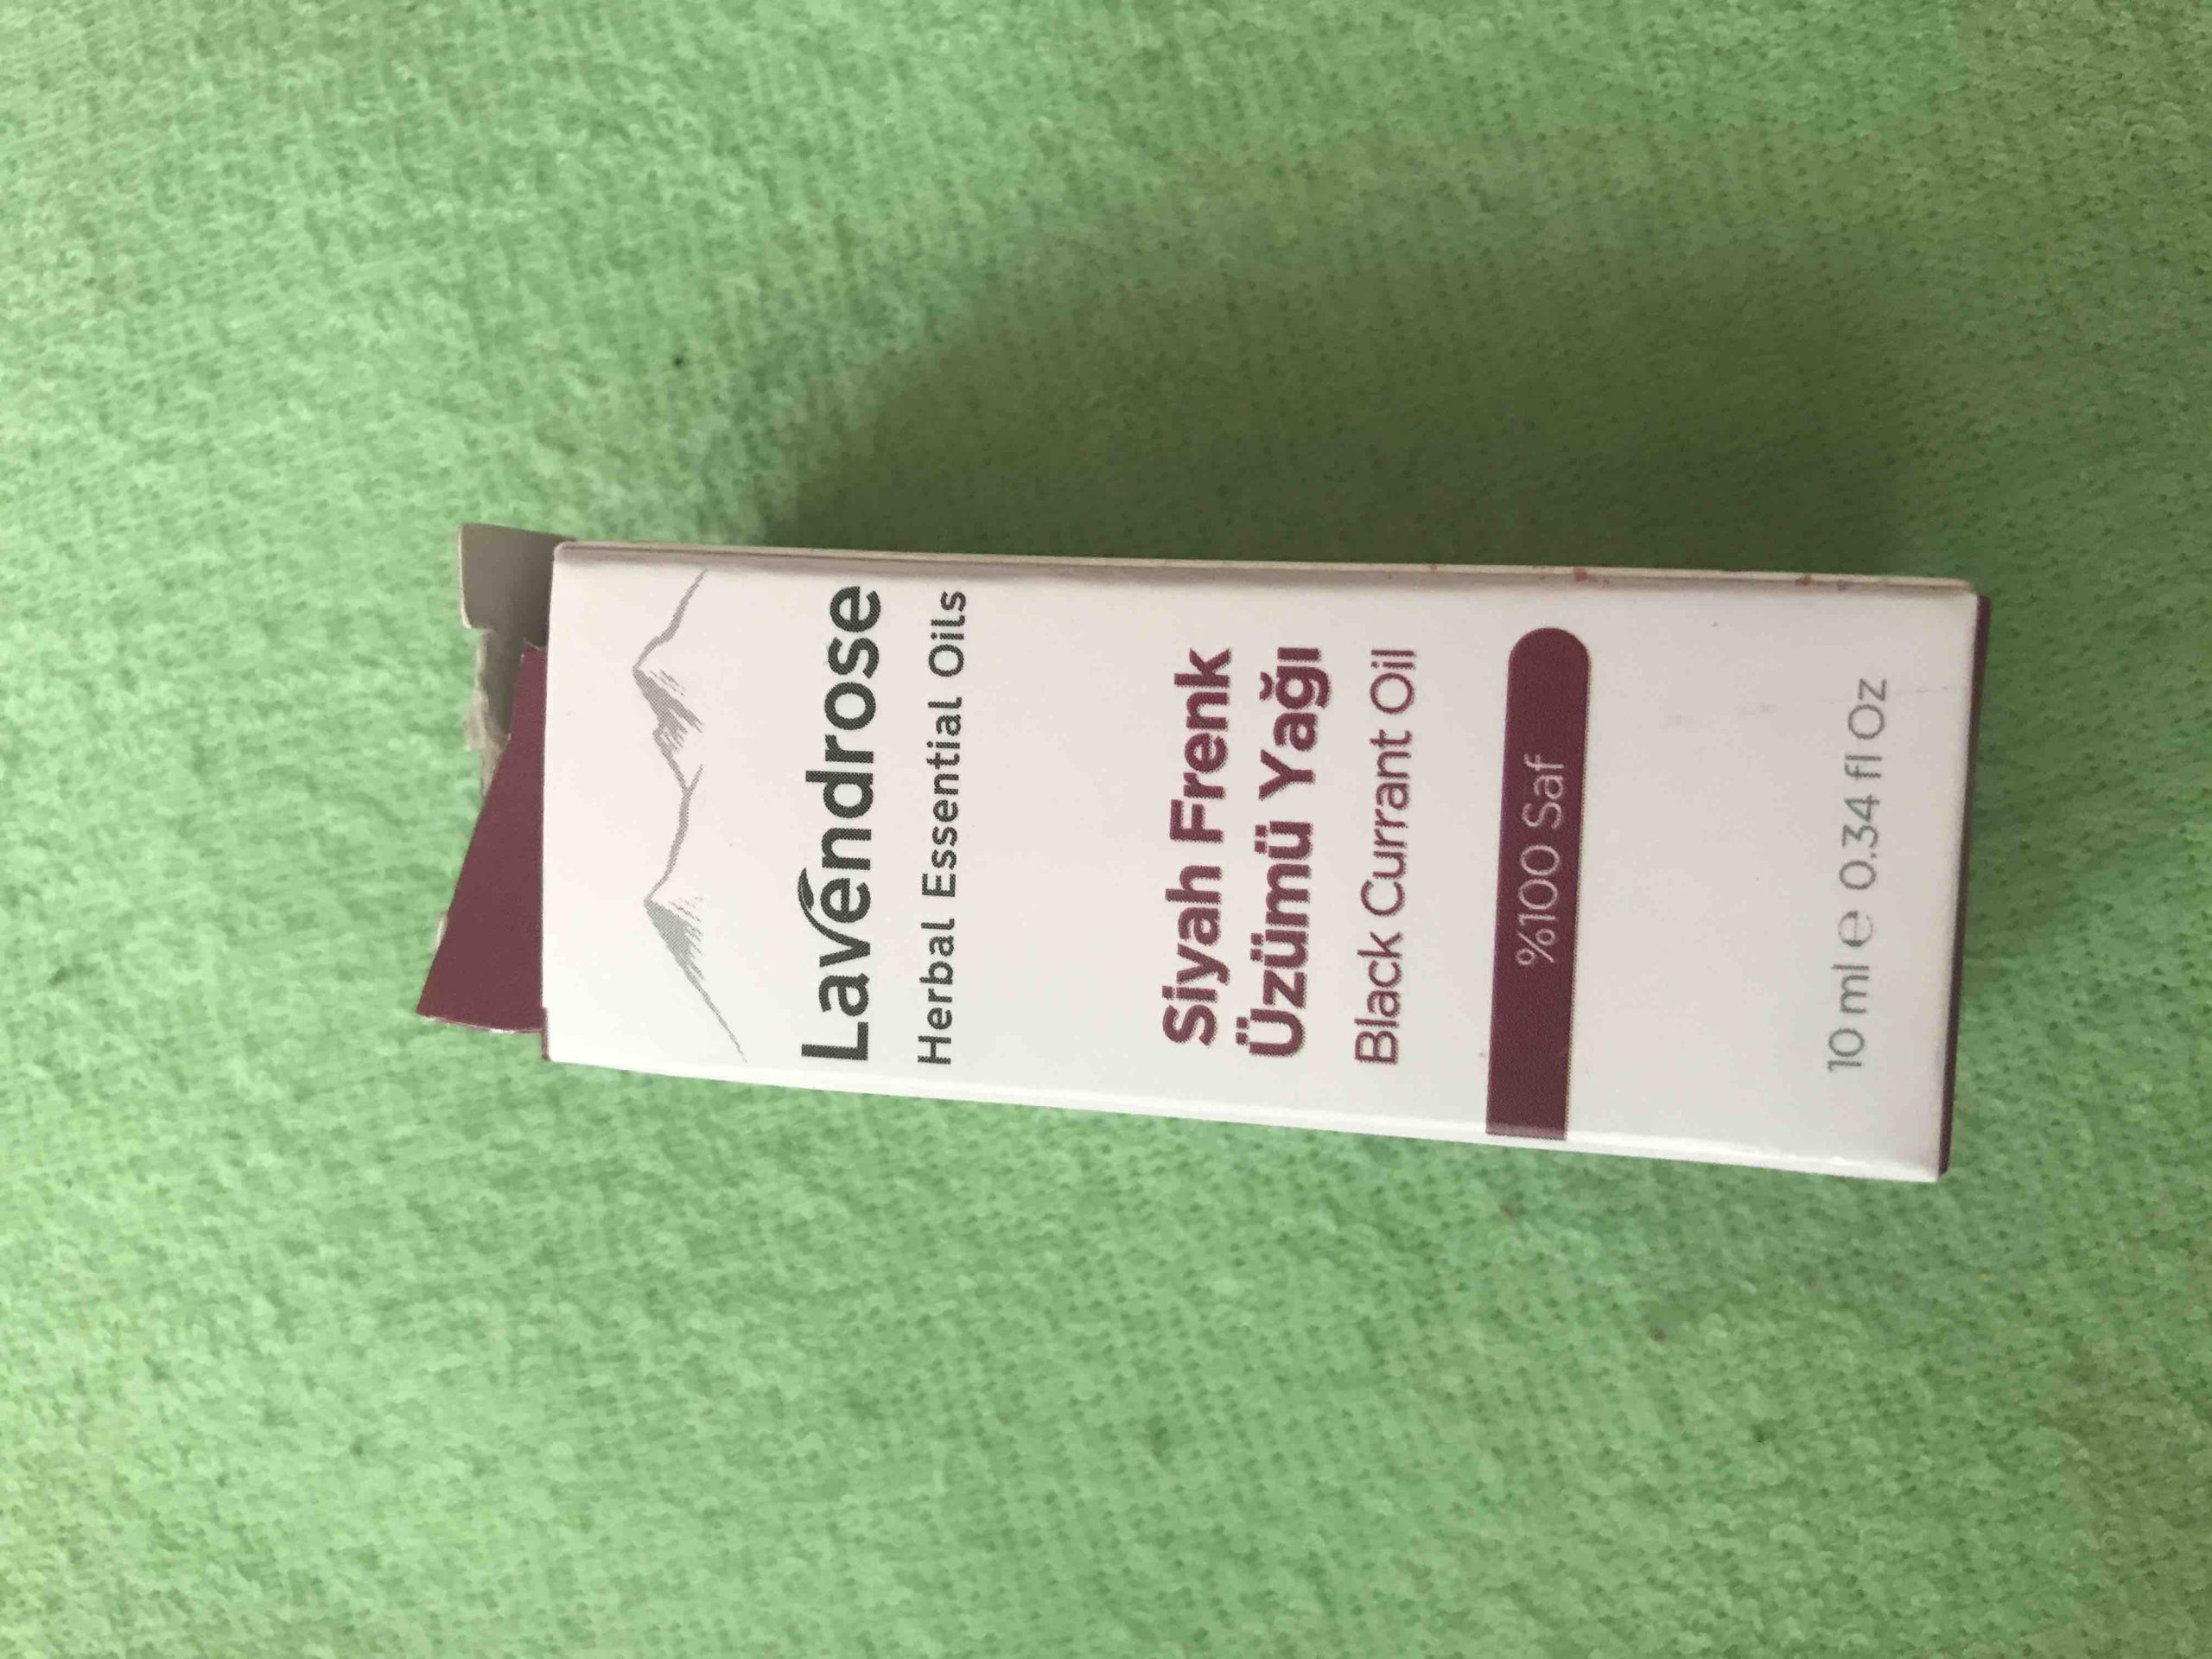 Lavendrose
Herbal Essential Oils
Siyah Frenk
Üzümü Yağı
Black Currant Oil
%100 Saf
10 ml e 0.34 fl Oz